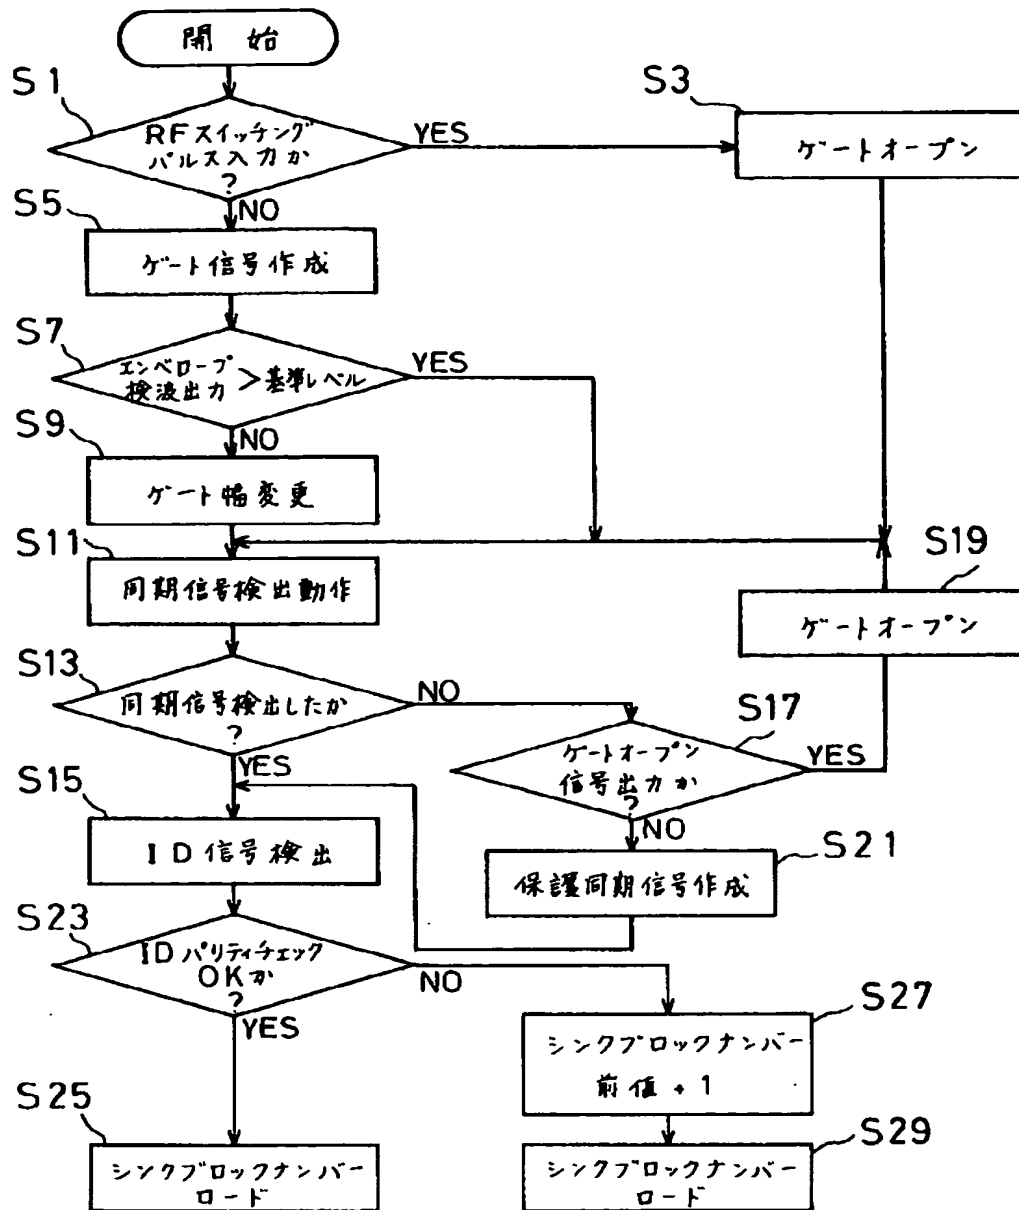 開始
S1
RFスイッチング
パルス入力か
?
YES
NO
S3
ゲートオープン
S5
ゲート信号作成
S7
エンベロープ
検波出力>基準レベル
YES
NO
S9
ゲート幅変更
S11
同期信号検出動作
S19
ゲートオープン
S13
同期信号検出したか
?
NO
YES
S17
ゲートオープン
信号出力か
?
YES
NO
S15
ID信号検出
S21
保護同期信号作成
S23
IDパリティチェック
OKか
?
NO
YES
S27
シンクブロックナンバー
前値+1
S25
シンクブロックナンバー
ロード
S29
シンクブロックナンバー
ロード